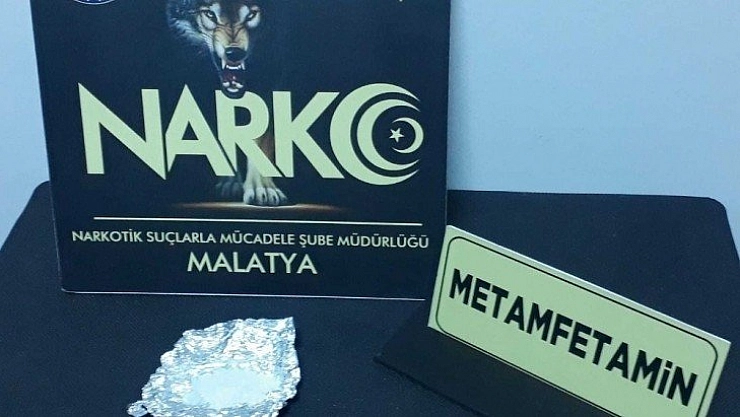 NARKO
NARKOTİK SUÇLARLA MÜCADELE ŞUBE MÜDÜRLÜĞÜ
MALATYA
METAMFETAMİN